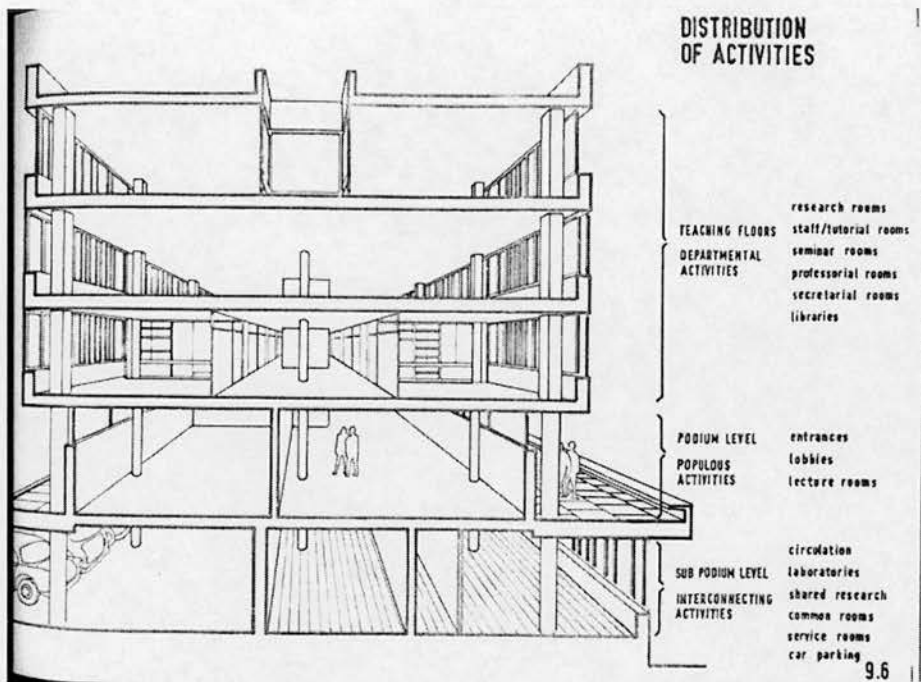 DISTRIBUTION
OF ACTIVITIES
TEACHING FLOORS
DEPARTMENTAL
ACTIVITIES
research rooms
staff/tutorial rooms
seminar rooms
professorial rooms
secretarial rooms
libraries
PODIUM LEVEL
POPULOUS
ACTIVITIES
entrances
lobbies
lecture rooms
SUB PODIUM LEVEL
INTERCONNECTING
ACTIVITIES
circulation
laboratories
shared research
common rooms
service rooms
car parking
9.6